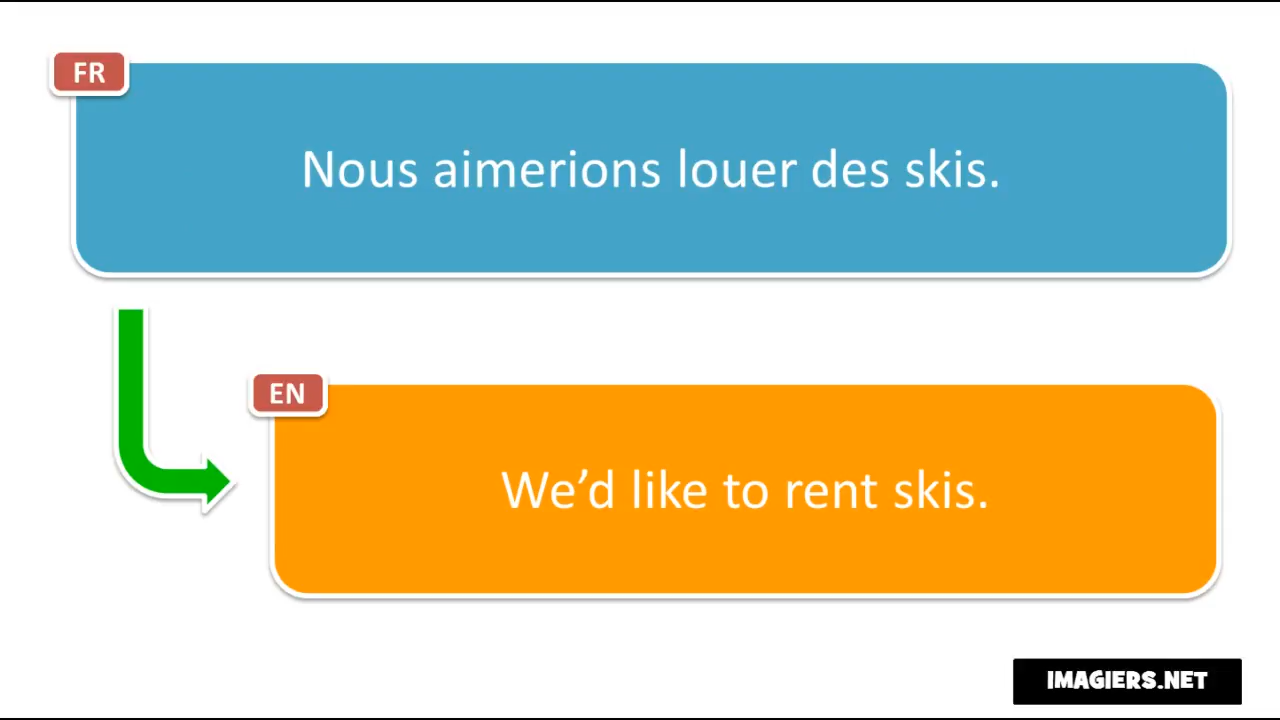 FR
Nous aimerions louer des skis.
EN
We’d like to rent skis.
IMAGIERS.NET